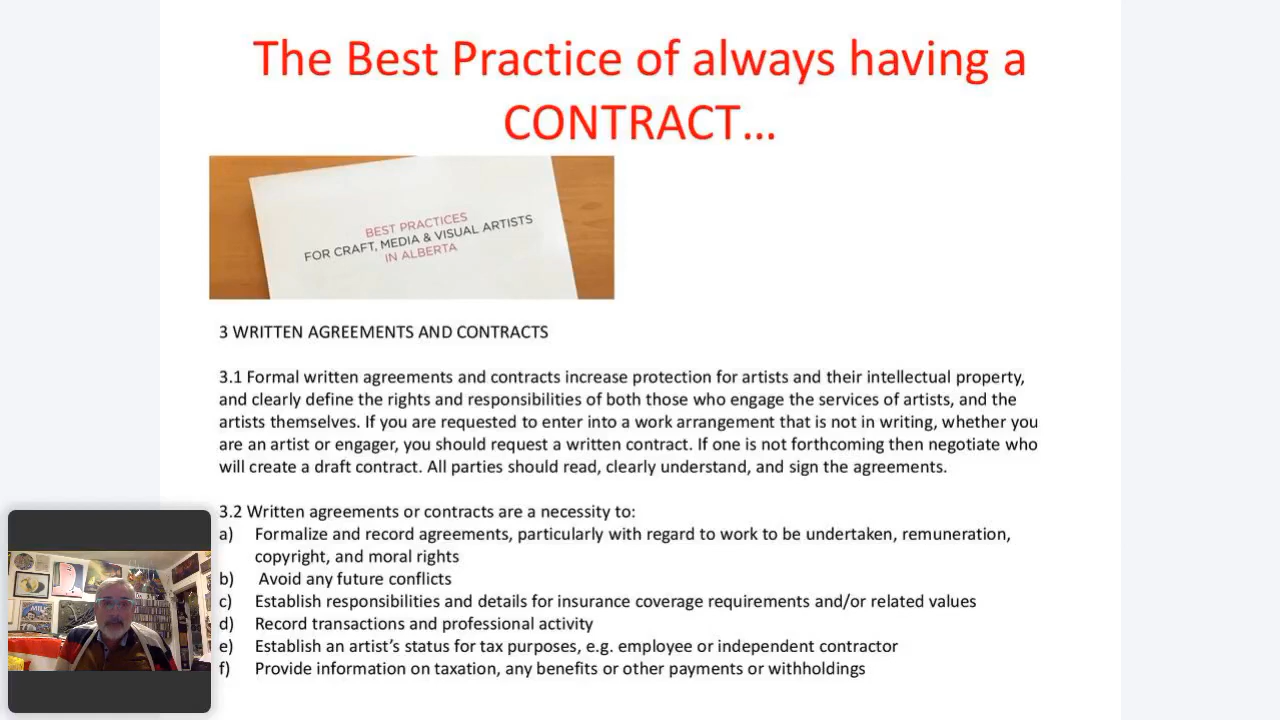 The Best Practice of always having a
CONTRACT...
BEST PRACTICES
FOR CRAFT, MEDIA & VISUAL ARTISTS
IN ALBERTA
3 WRITTEN AGREEMENTS AND CONTRACTS
3.1 Formal written agreements and contracts increase protection for artists and their intellectual property,
and clearly define the rights and responsibilities of both those who engage the services of artists, and the
artists themselves. If you are requested to enter into a work arrangement that is not in writing, whether you
are an artist or engager, you should request a written contract. If one is not forthcoming then negotiate who
will create a draft contract. All parties should read, clearly understand, and sign the agreements.
3.2 Written agreements or contracts are a necessity to:
a) Formalize and record agreements, particularly with regard to work to be undertaken, remuneration,
copyright, and moral rights
b) Avoid any future conflicts
c) Establish responsibilities and details for insurance coverage requirements and/or related values
d) Record transactions and professional activity
e) Establish an artist's status for tax purposes, e.g. employee or independent contractor
f) Provide information on taxation, any benefits or other payments or withholdings